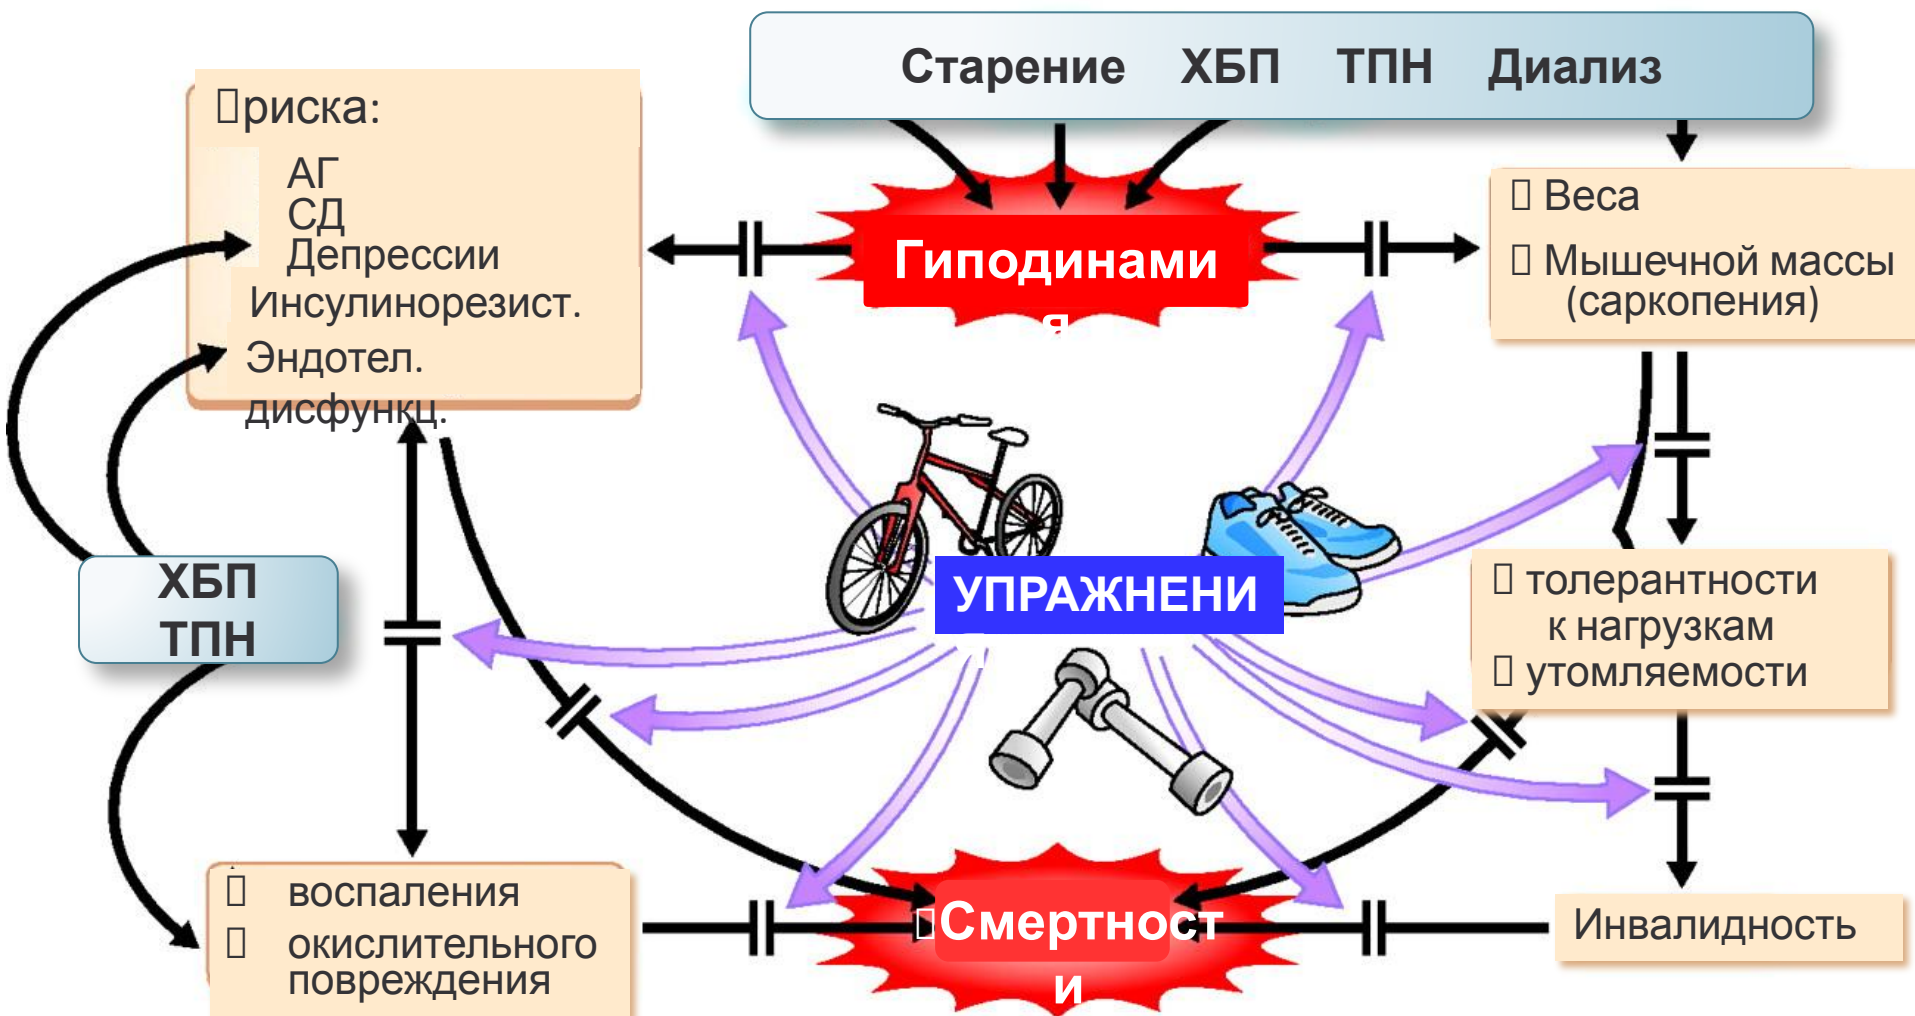 Старение ХБП ТПН Диализ
риска:
АГ
СД
Депрессии
Инсулинорезист.
Эндотел.
дисфункц.
Гиподинами
я
Веса
Мышечной массы
(саркопения)
ХБП
ТПН
УПРАЖНЕНИ
толерантности
к нагрузкам
утомляемости
воспаления
окислительного
повреждения
Смертност
и
Инвалидность